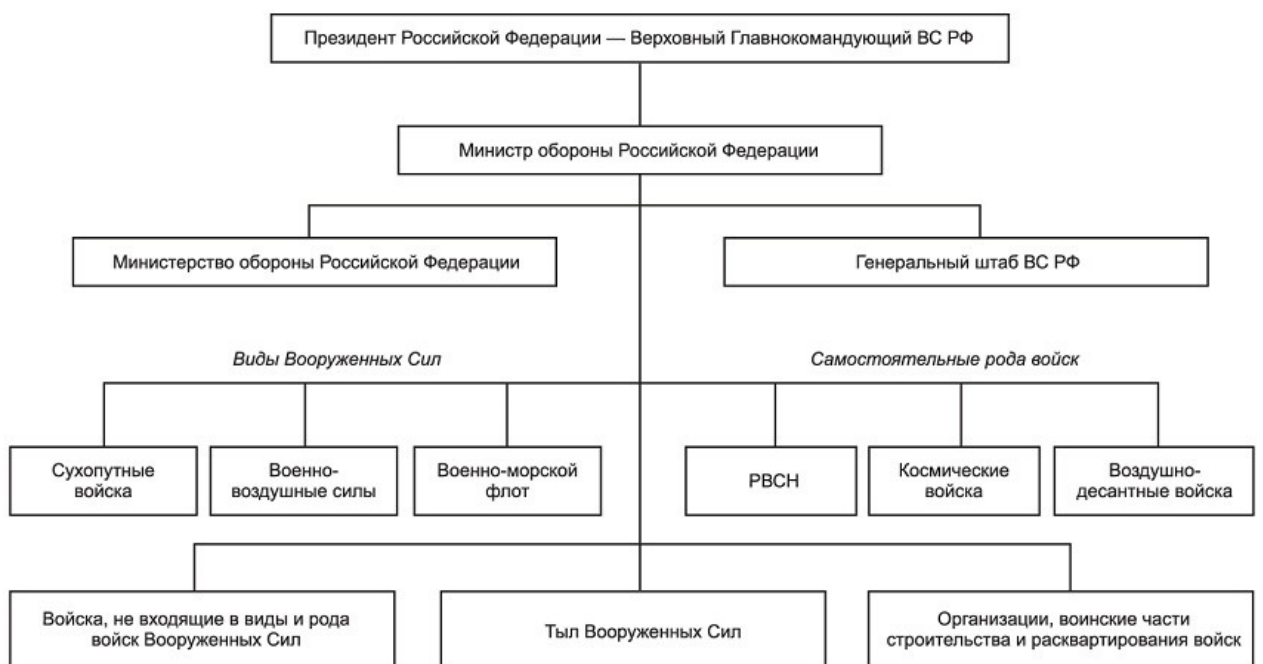 Президент Российской Федерации — Верховный Главнокомандующий ВС РФ
Министр обороны Российской Федерации
Министерство обороны Российской Федерации
Генеральный штаб ВС РФ
Виды Вооруженных Сил
Самостоятельные рода войск
Сухопутные
войска
Военно-
воздушные силы
Военно-морской
флот
РВСН
Космические
войска
Воздушно-
десантные войска
Войска, не входящие в виды и рода
войск Вооруженных Сил
Тыл Вооруженных Сил
Организации, воинские части
строительства и расквартирования войск